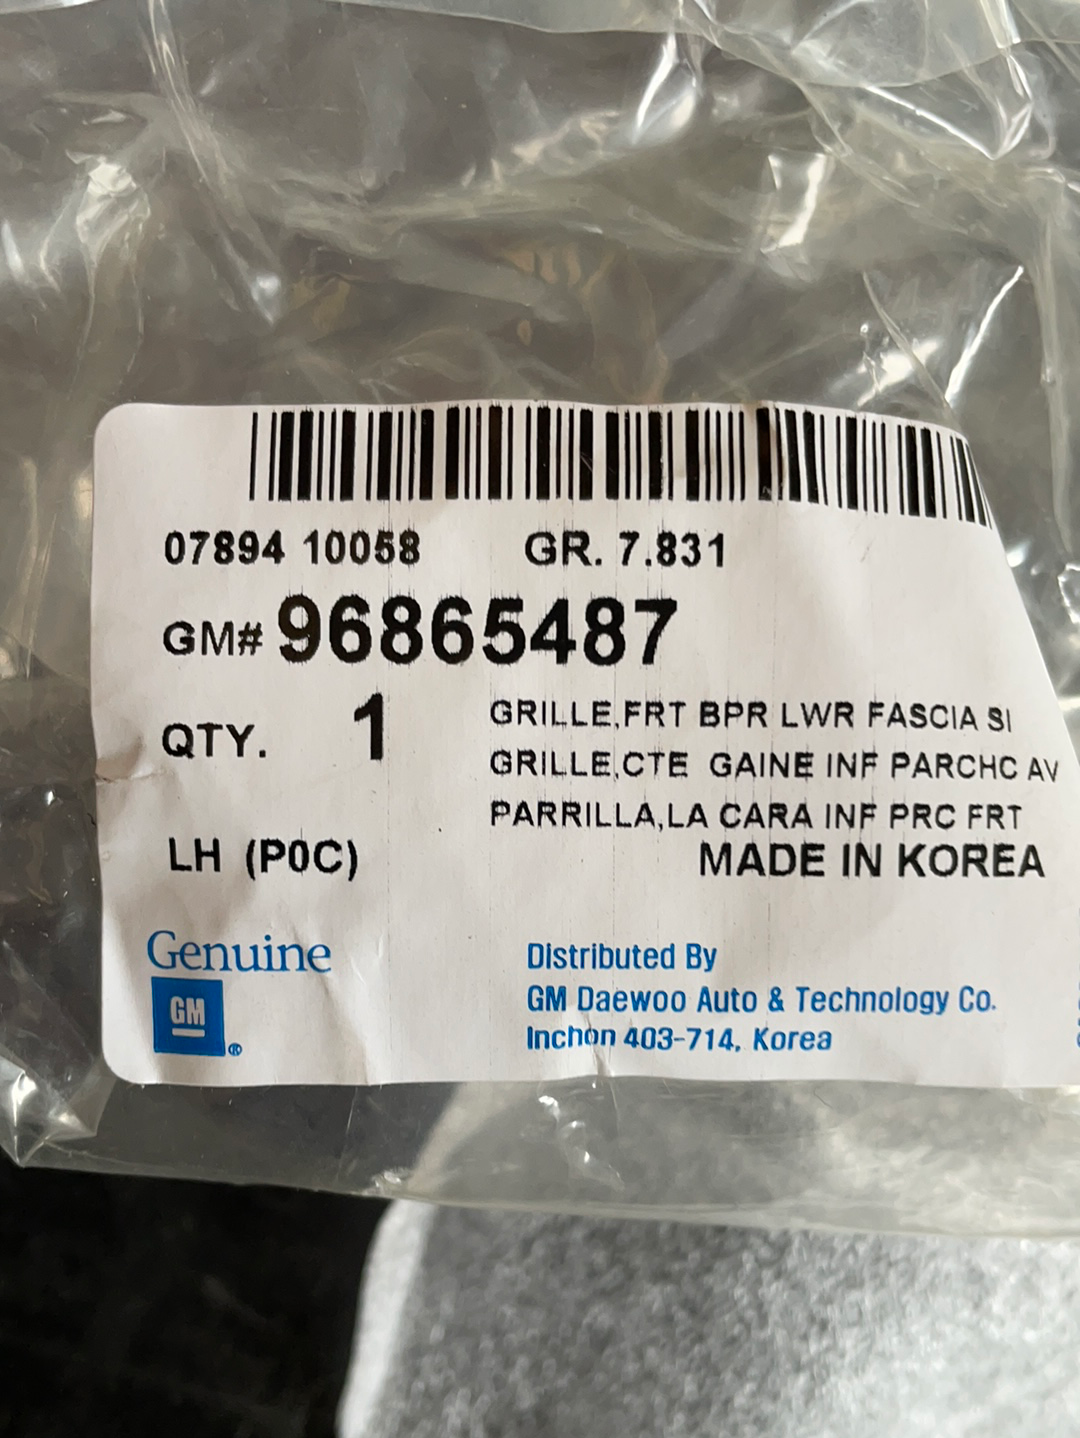 07894 10058 GR. 7.831
GM# 96865487
QTY. 1
GRILLE,FRT BPR LWR FASCIA SI
GRILLE,CTE GAINE INF PARCHC AV
PARRILLA,LA CARA INF PRC FRT
LH (P0C) MADE IN KOREA
Genuine
GM ®
Distributed By
GM Daewoo Auto & Technology Co.
Inchon 403-714, Korea